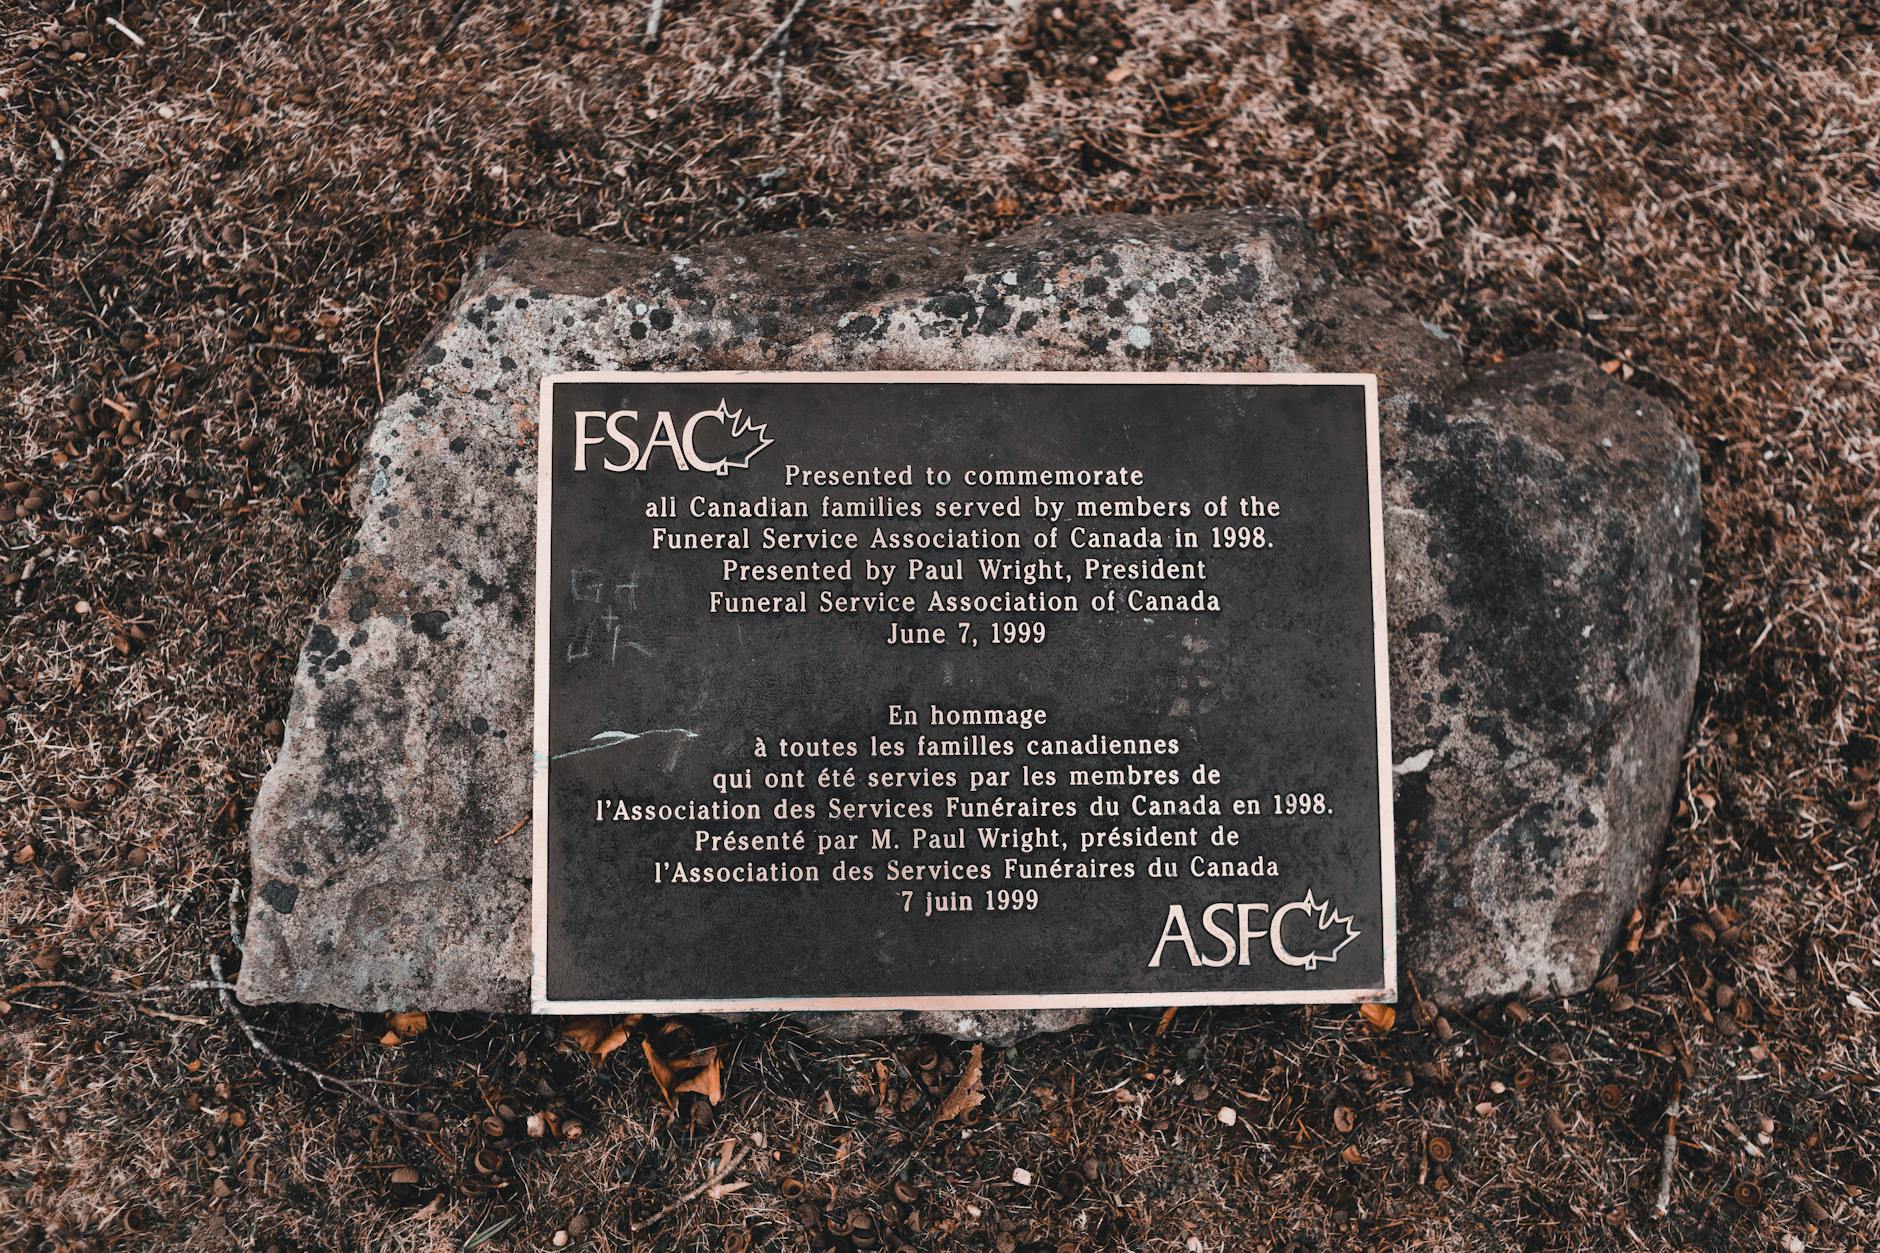 FSAC
Presented to commemorate
all Canadian families served by members of the
Funeral Service Association of Canada in 1998.
Presented by Paul Wright, President
Funeral Service Association of Canada
June 7, 1999
En hommage
à toutes les familles canadiennes
qui ont été servies par les membres de
l'Association des Services Funéraires du Canada en 1998.
Présenté par M. Paul Wright, président de
l'Association des Services Funéraires du Canada
7 juin 1999
ASFC